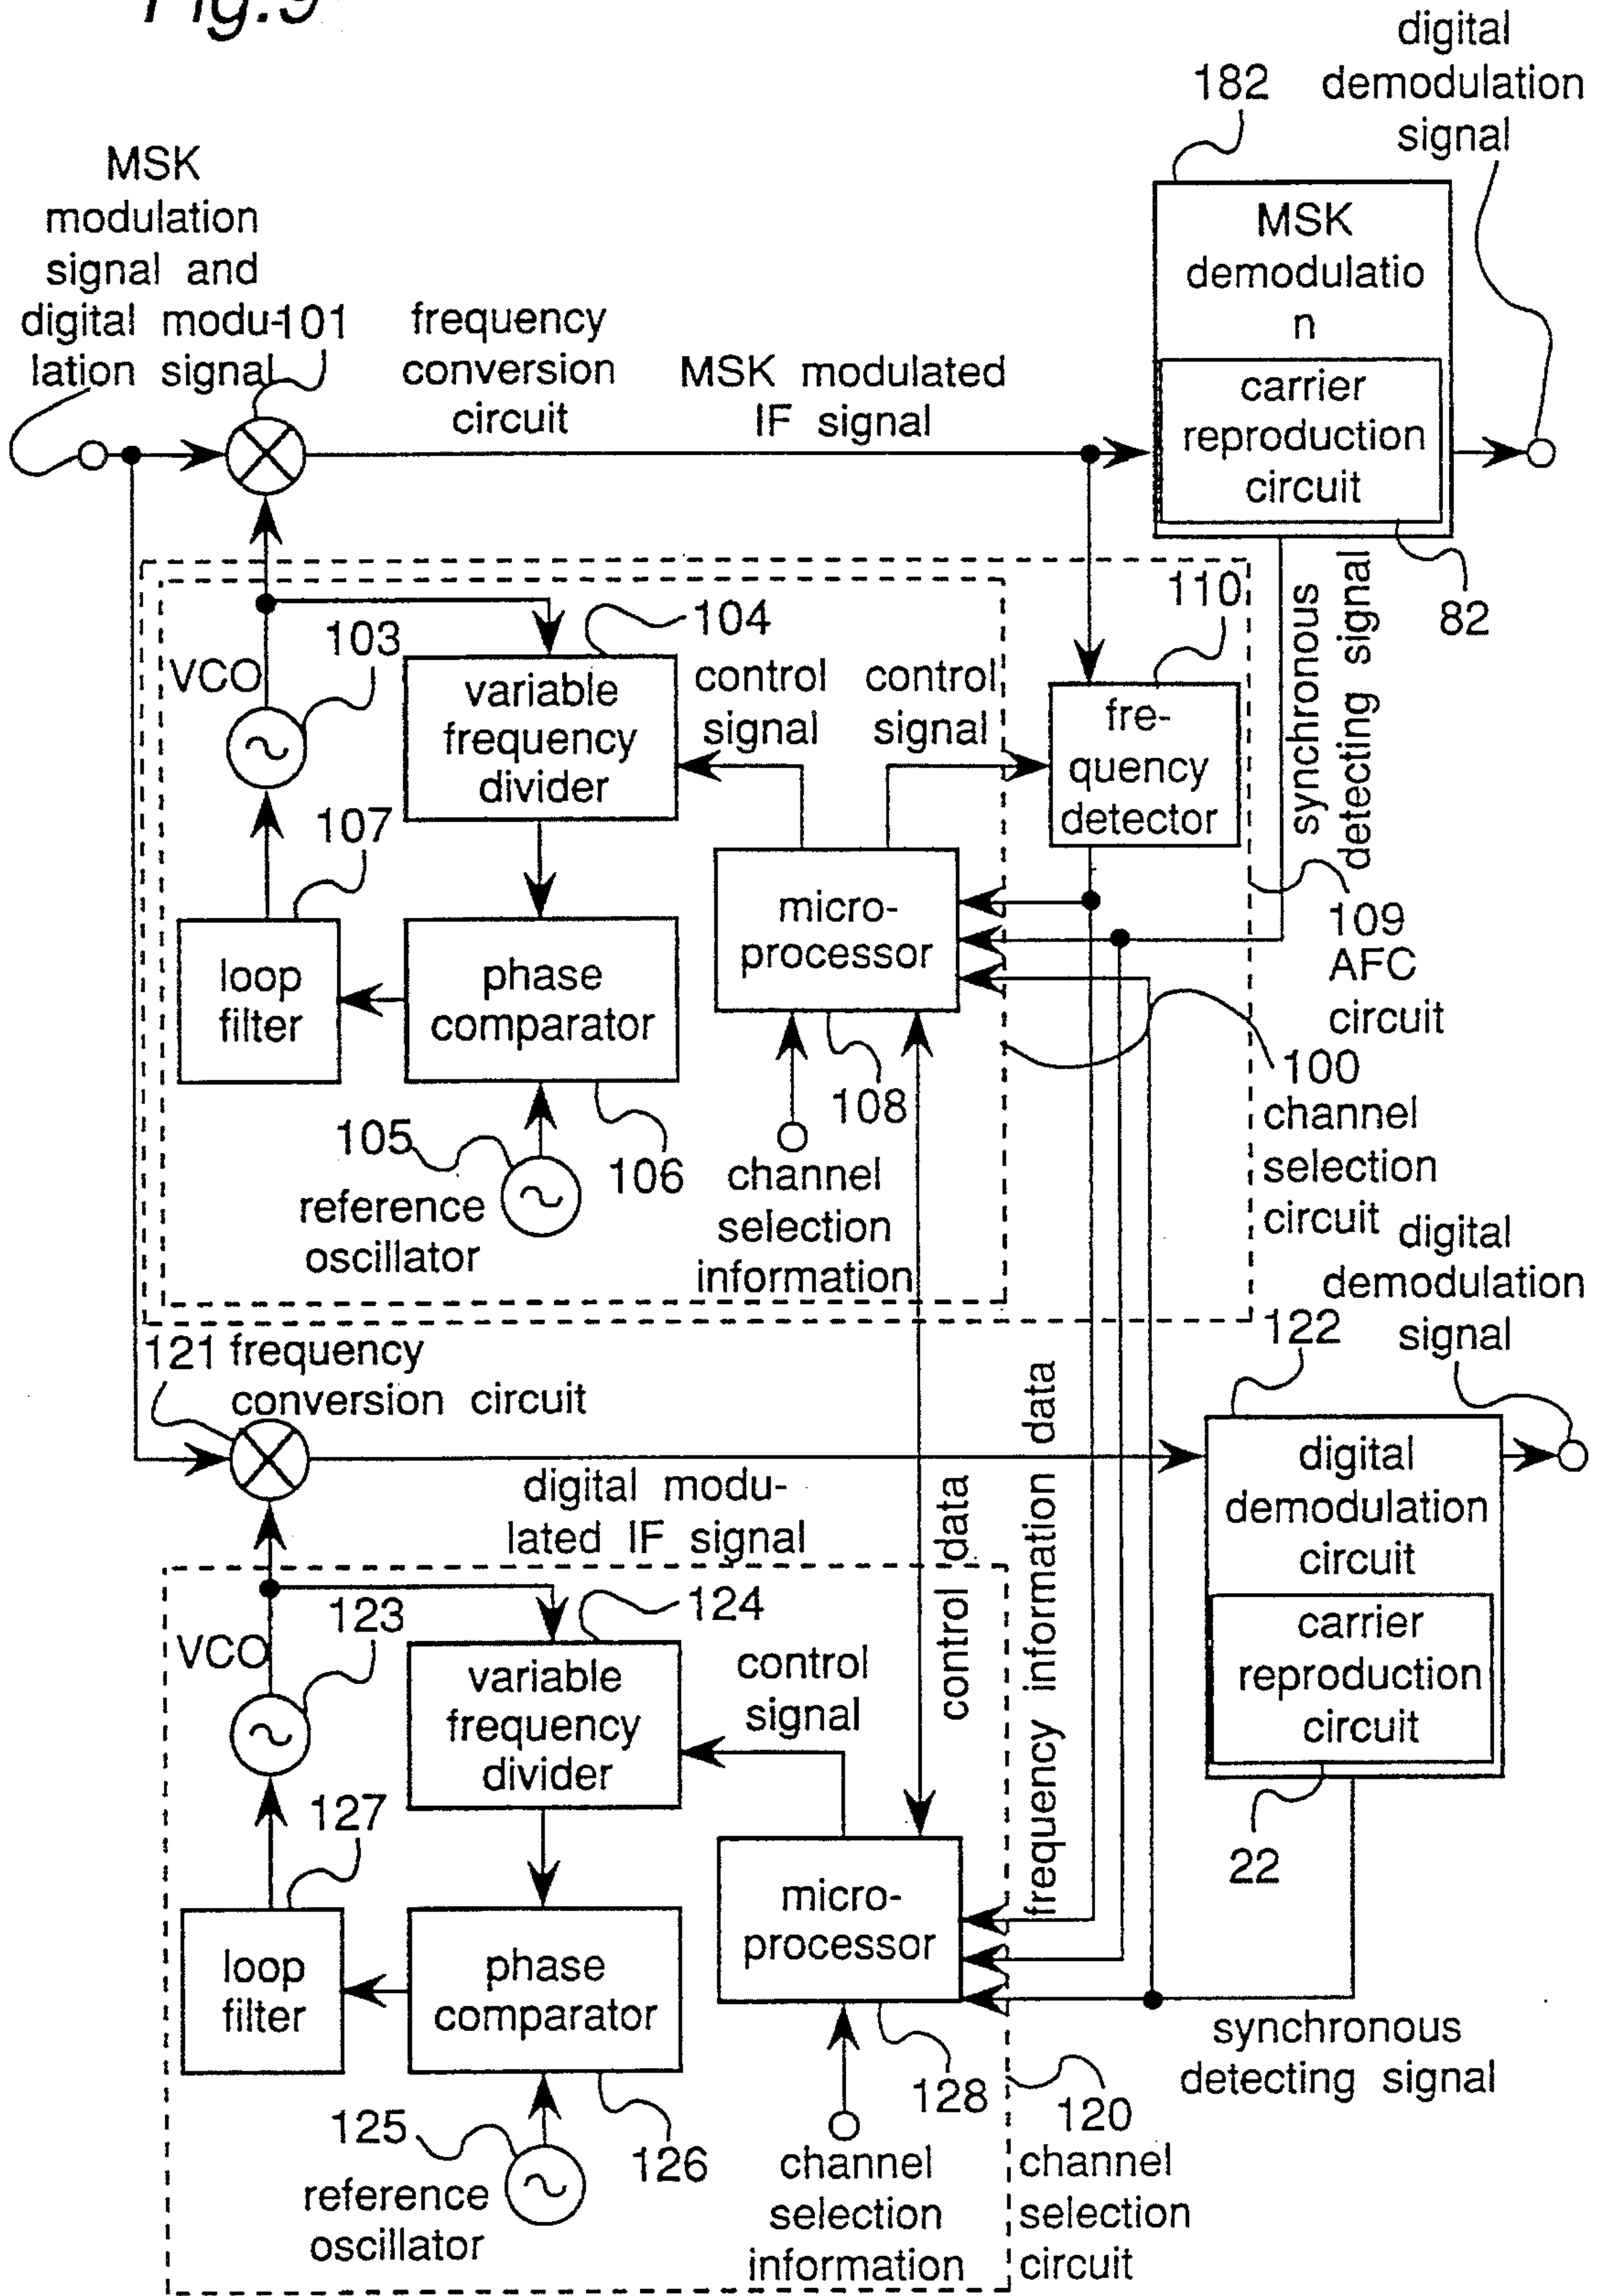 Fig.9
digital
demodulation
signal
182
MSK
modulation
signal and
digital modu-
lation signal
101
frequency
conversion
circuit
MSK modulated
IF signal
MSK
demodulatio
n
carrier
reproduction
circuit
82
synchronous
detecting signal
110
104
103
VCO
variable
frequency
divider
control
signal
control
signal
fre-
quency
detector
107
loop
filter
phase
comparator
micro-
processor
109
AFC
circuit
100
channel
selection
circuit
108
105
106
reference
oscillator
channel
selection
information
digital
demodulation
signal
122
121 frequency
conversion circuit
digital modu-
lated IF signal
control data
frequency information data
digital
demodulation
circuit
carrier
reproduction
circuit
22
123
124
VCO
variable
frequency
divider
control
signal
127
loop
filter
phase
comparator
micro-
processor
synchronous
detecting signal
128
120
channel
selection
circuit
125
126
reference
oscillator
channel
selection
information